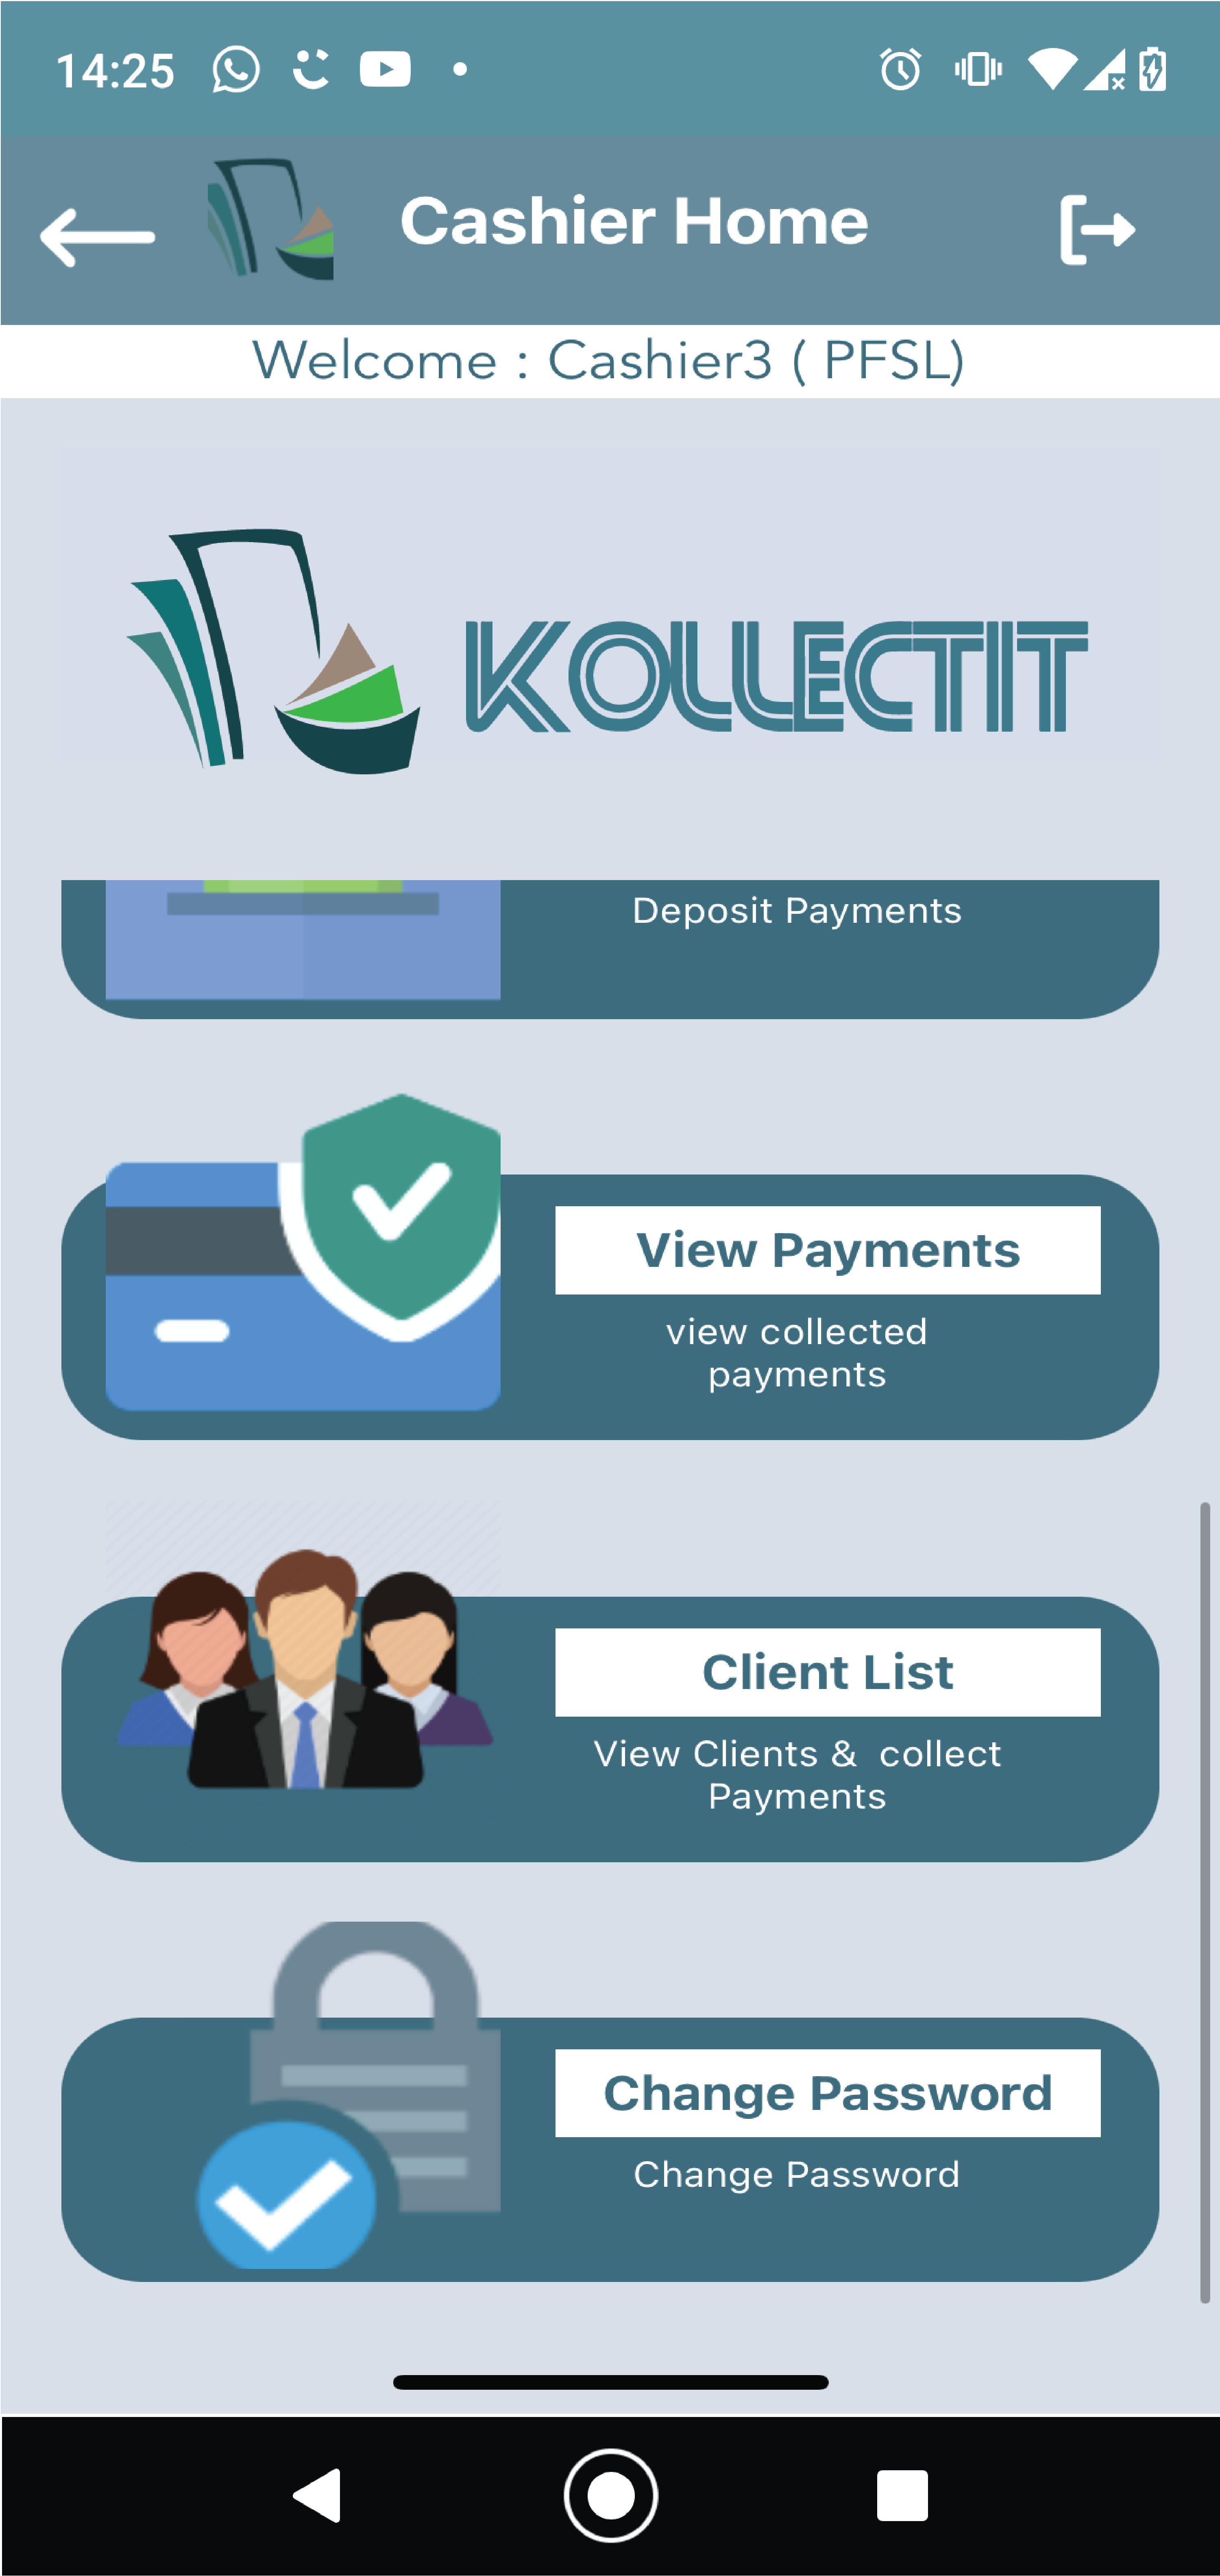 14:25
Cashier Home
Welcome : Cashier3 ( PFSL)
KOLLECTIT
Deposit Payments
View Payments
view collected
payments
Client List
View Clients &  collect
Payments
Change Password
Change Password